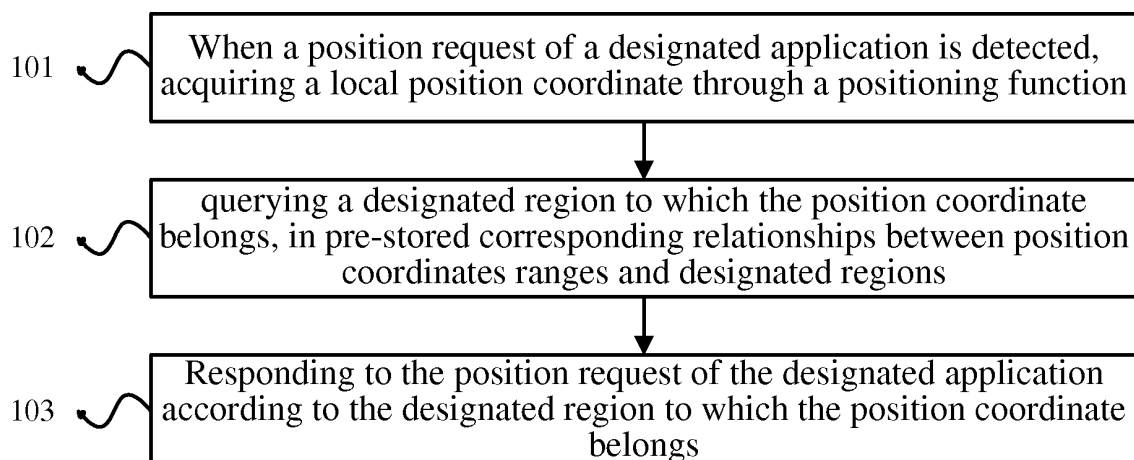 101
When a position request of a designated application is detected,
acquiring a local position coordinate through a positioning function
102
querying a designated region to which the position coordinate
belongs, in pre-stored corresponding relationships between position
coordinates ranges and designated regions
103
Responding to the position request of the designated application
according to the designated region to which the position coordinate
belongs